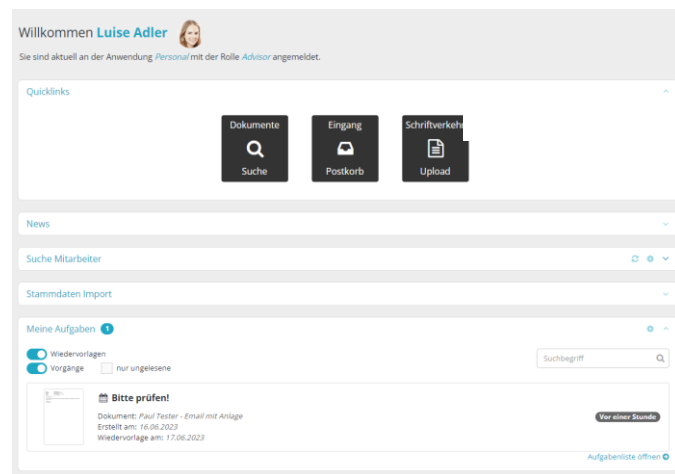 Willkommen Luise Adler
Sie sind aktuell an der Anwendung Personal mit der Rolle Advisor angemeldet.
Quicklinks
Dokumente
Suche
Eingang
Postkorb
Schriftverkehr
Upload
News
Suche Mitarbeiter
Stammdaten Import
Meine Aufgaben 1
Wiedervorlagen
Vorgänge nur ungelesene
Suchbegriff
Bitte prüfen!
Dokument: Paul Tester - Email mit Anlage
Erstellt am: 16.06.2023
Wiedervorlage am: 17.06.2023
Vor einer Stunde
Aufgabenliste öffnen